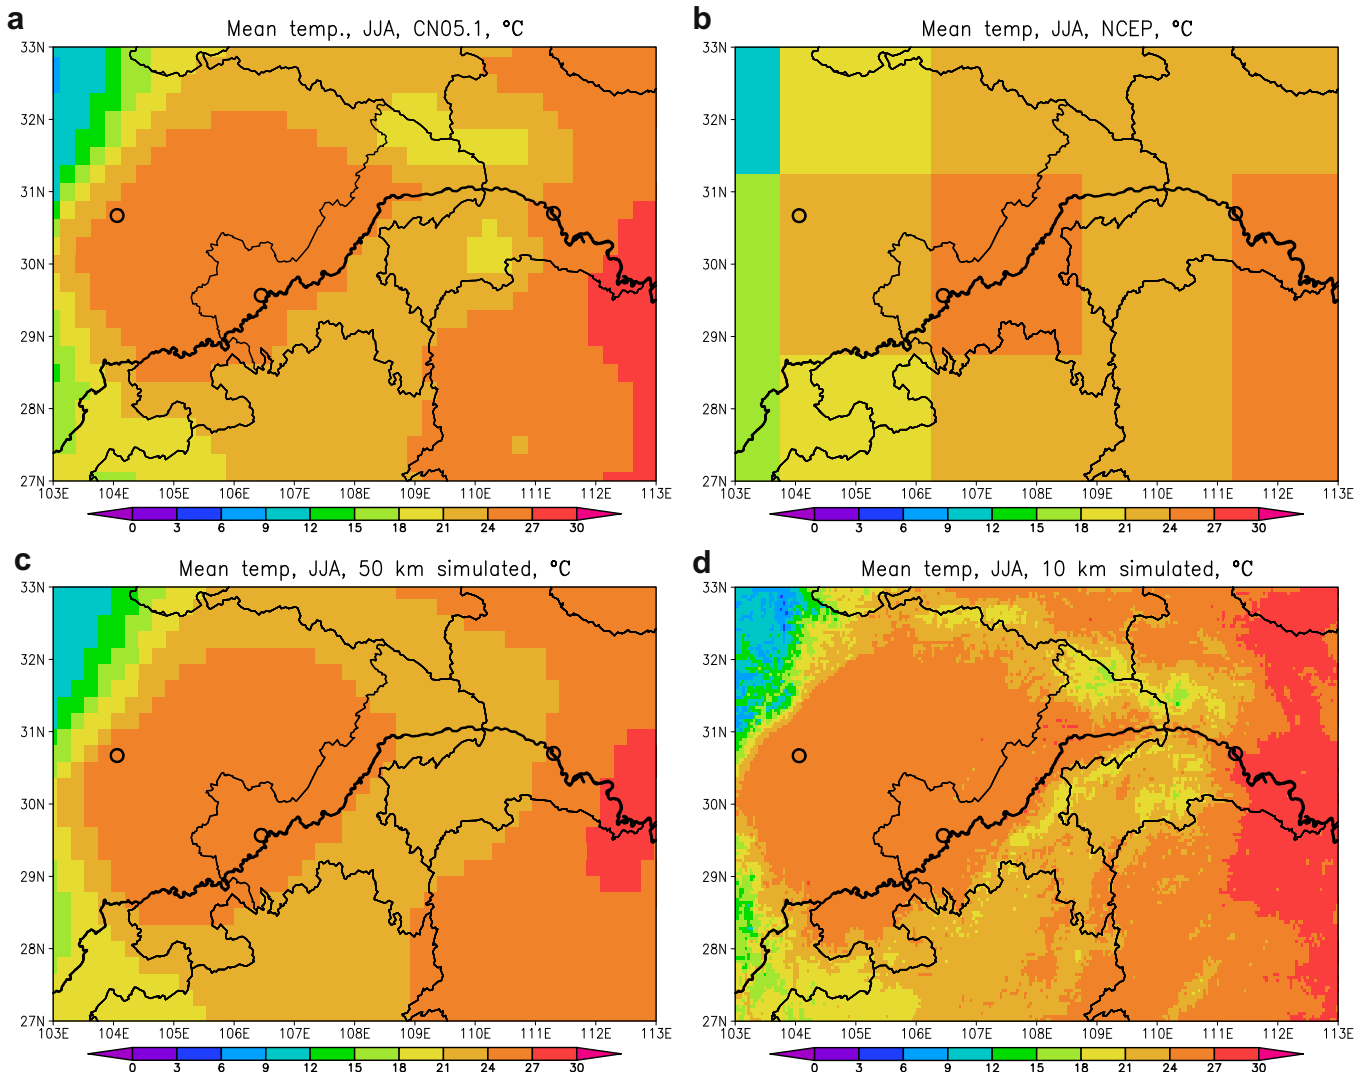 a
Mean temp., JJA, CN05.1, °C
33N
32N
31N
30N
29N
28N
27N
103E 104E 105E 106E 107E 108E 109E 110E 111E 112E 113E
0 3 6 9 12 15 18 21 24 27 30
b
Mean temp, JJA, NCEP, °C
33N
32N
31N
30N
29N
28N
27N
103E 104E 105E 106E 107E 108E 109E 110E 111E 112E 113E
0 3 6 9 12 15 18 21 24 27 30
c
Mean temp, JJA, 50 km simulated, °C
33N
32N
31N
30N
29N
28N
27N
103E 104E 105E 106E 107E 108E 109E 110E 111E 112E 113E
0 3 6 9 12 15 18 21 24 27 30
d
Mean temp, JJA, 10 km simulated, °C
33N
32N
31N
30N
29N
28N
27N
103E 104E 105E 106E 107E 108E 109E 110E 111E 112E 113E
0 3 6 9 12 15 18 21 24 27 30